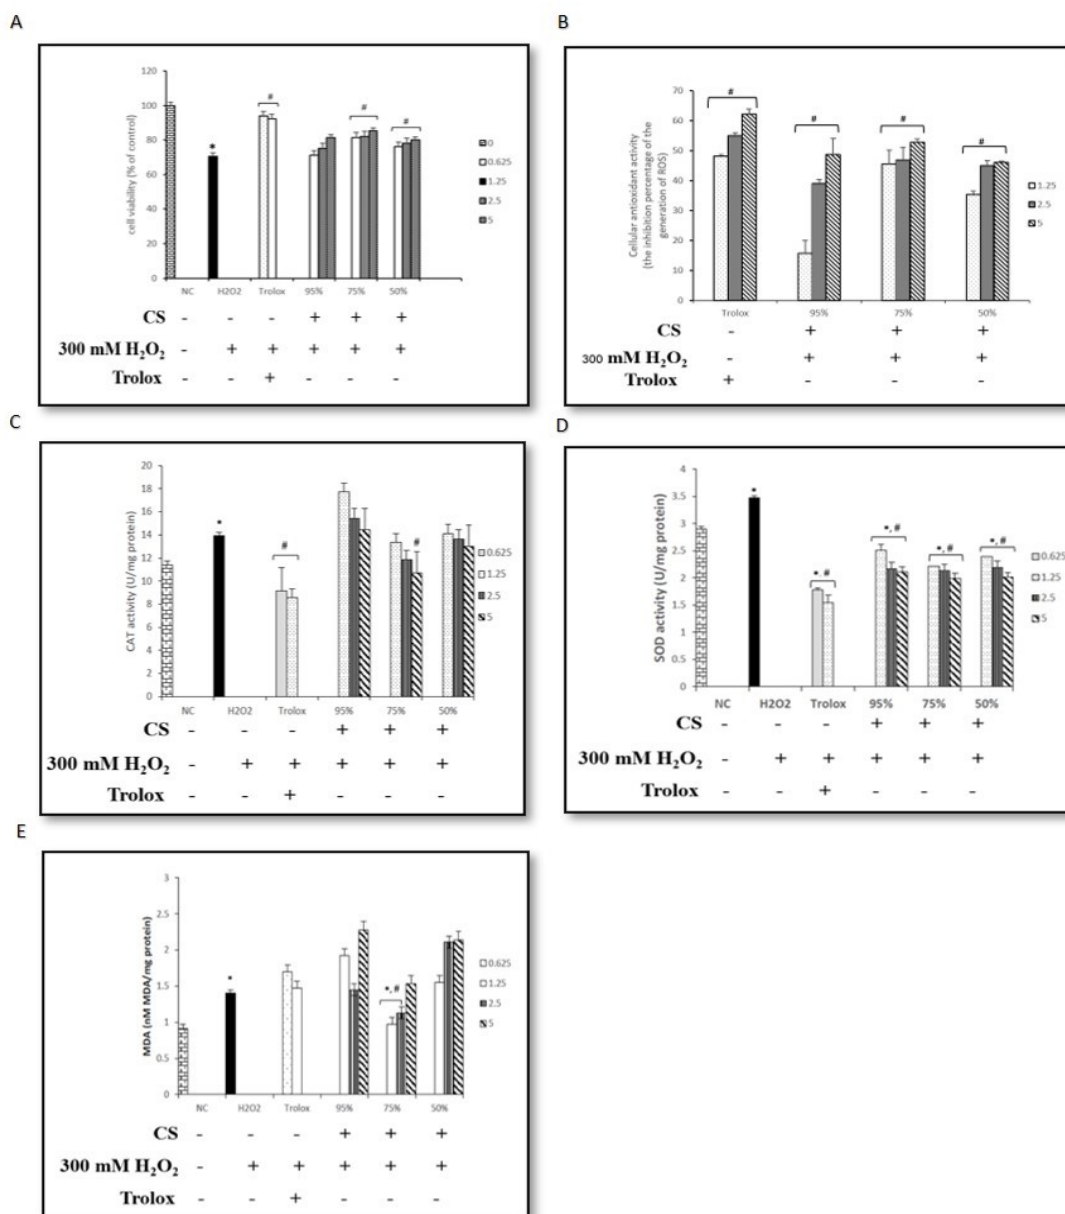 A
cell viability (% of control)
120
100
80
60
40
20
0
*
#
#
#
0
0.625
1.25
2.5
5
NC H2O2 Trolox 95% 75% 50%
CS - - - + + +
300 mM H₂O₂ - + + + + +
Trolox - - + - - -
B
Cellular antioxidant activity
(the inhibition percentage of the
generation of ROS)
70
60
50
40
30
20
10
0
#
#
#
#
1.25
2.5
5
Trolox 95% 75% 50%
CS - + + +
300 mM H₂O₂ - + + +
Trolox + - - -
C
CAT activity (U/mg protein)
20
18
16
14
12
10
8
6
4
2
0
*
#
#
0.625
1.25
2.5
5
NC H2O2 Trolox 95% 75% 50%
CS - - - + + +
300 mM H₂O₂ - + + + + +
Trolox - - + - - -
D
SOD activity (U/mg protein)
4
3.5
3
2.5
2
1.5
1
0.5
0
*
*, #
*, #
*, #
*, #
0.625
1.25
2.5
5
NC H2O2 Trolox 95% 75% 50%
CS - - - + + +
300 mM H₂O₂ - + + + + +
Trolox - - + - - -
E
MDA (nM MDA/mg protein)
3
2.5
2
1.5
1
0.5
0
*
*, #
0.625
1.25
2.5
5
NC H2O2 Trolox 95% 75% 50%
CS - - - + + +
300 mM H₂O₂ - + + + + +
Trolox - - + - - -